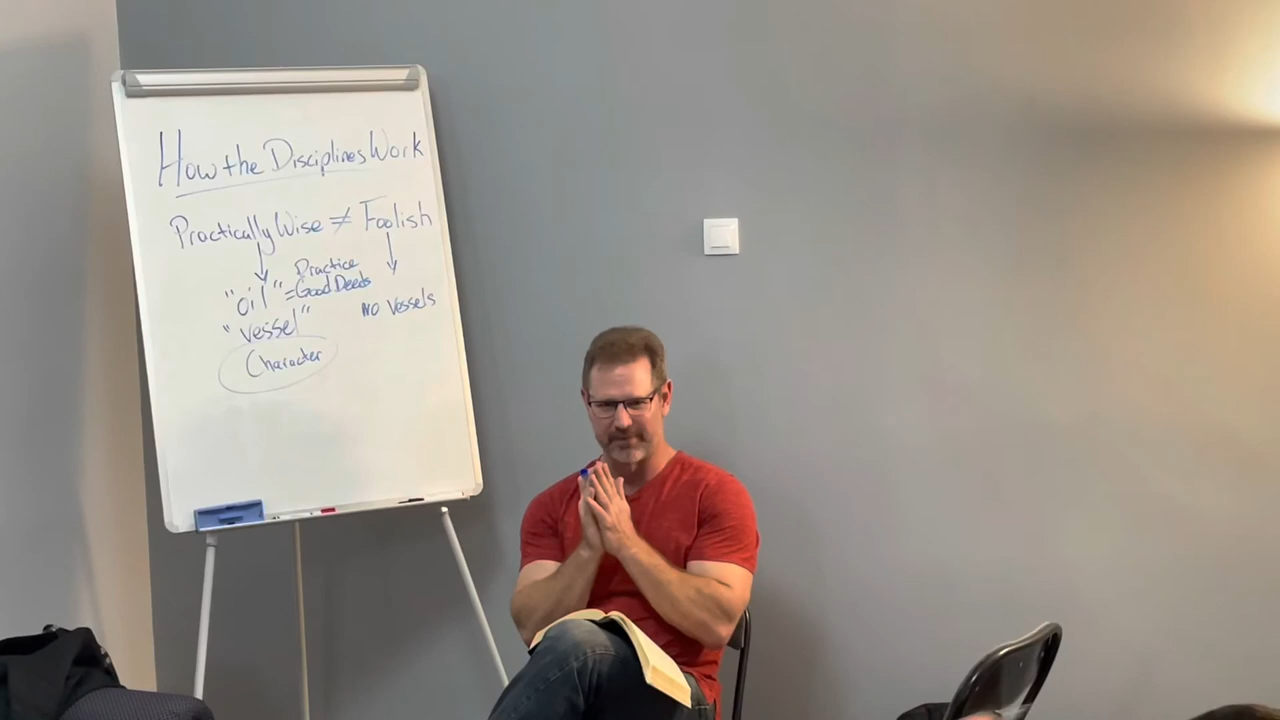 How the Disciplines Work
Practically Wise ≠ Foolish
Practice
"oil" = Good Deeds
No Vessels
"vessel"
Character